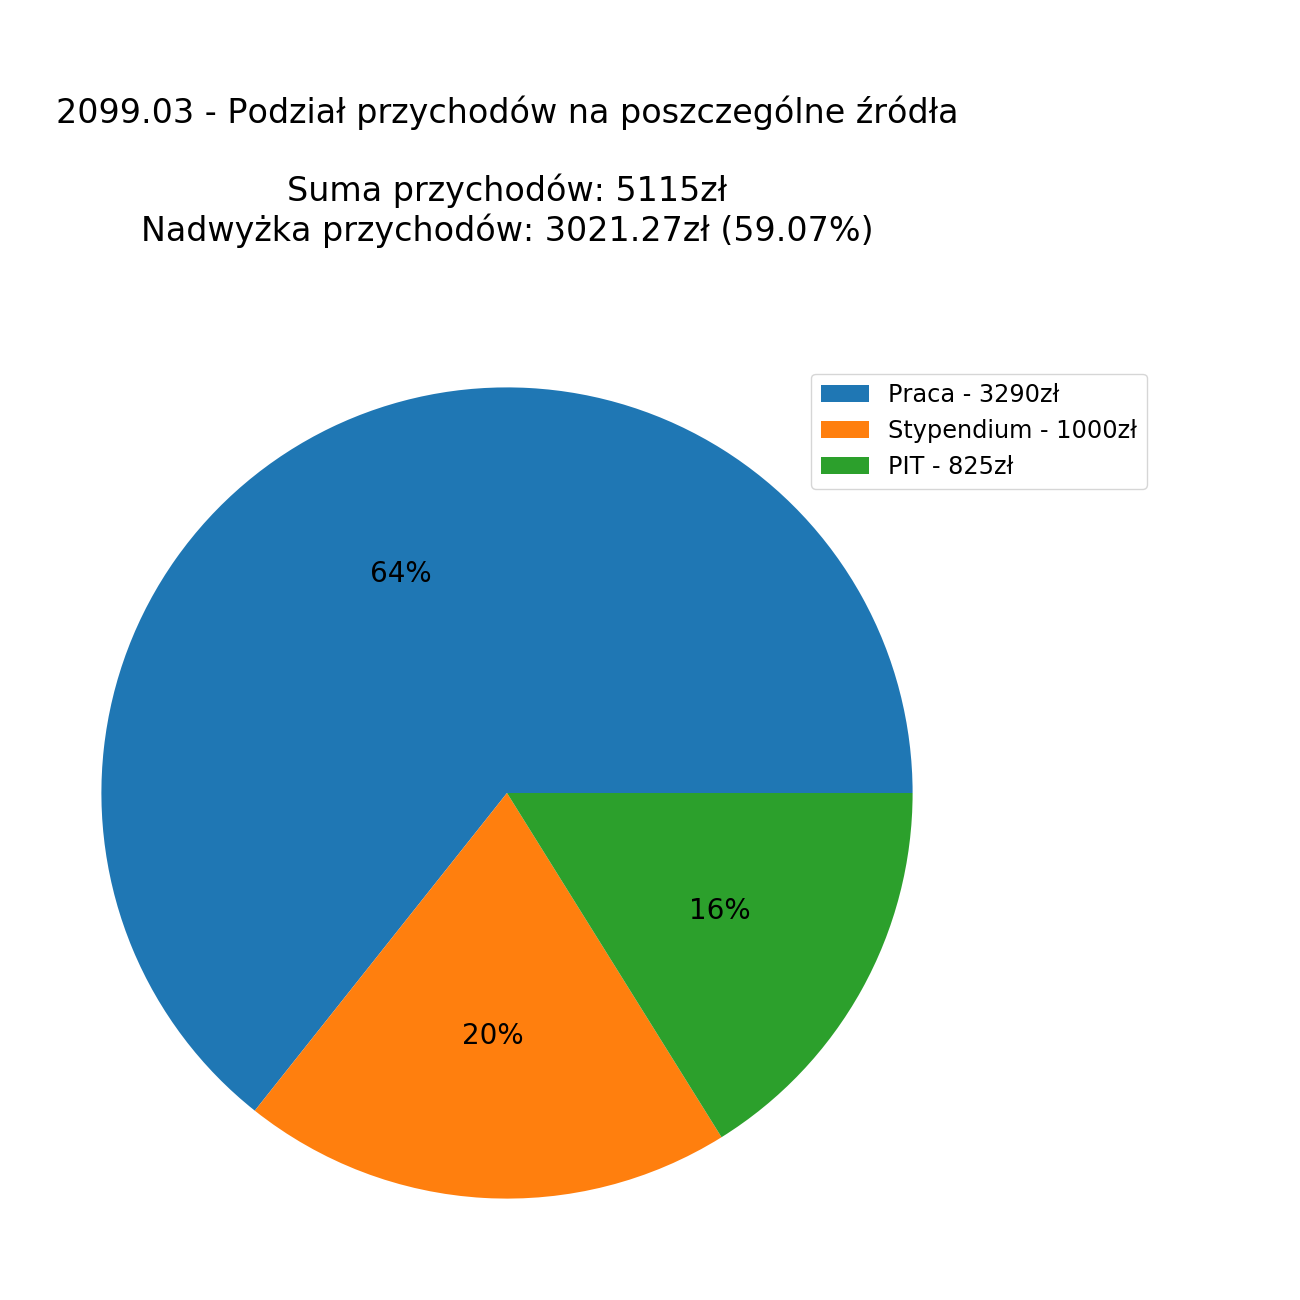 2099.03 - Podział przychodów na poszczególne źródła
Suma przychodów: 5115zł
Nadwyżka przychodów: 3021.27zł (59.07%)
Praca - 3290zł
Stypendium - 1000zł
PIT - 825zł
64%
16%
20%